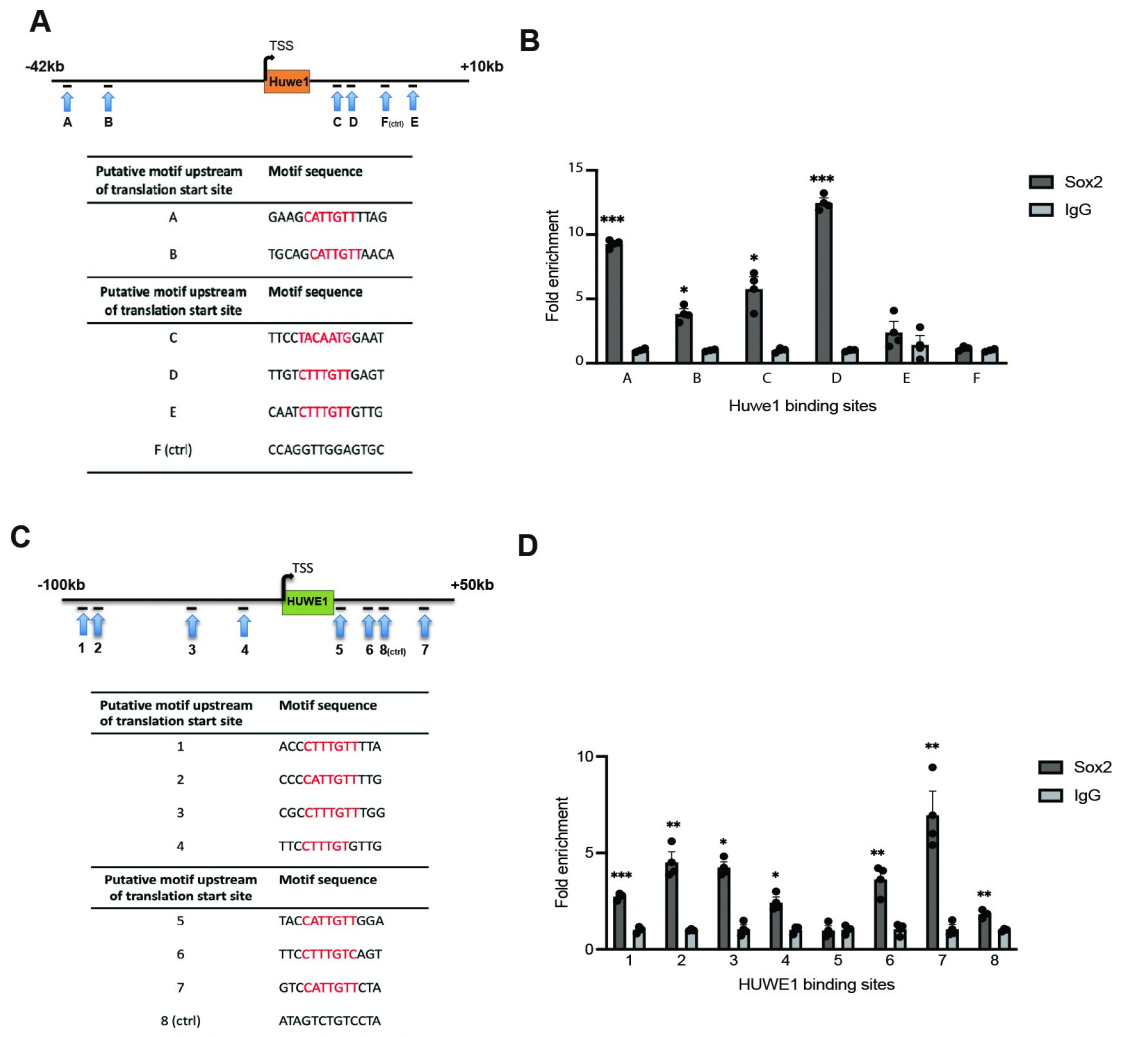 A
TSS
-42kb
+10kb
Huwe1
A
B
C
D
F(ctrl)
E
Putative motif upstream
of translation start site
Motif sequence
A
GAAGCATTGTTTTAG
B
TGCAGCATTGTTAACA
Putative motif upstream
of translation start site
Motif sequence
C
TTCCTACAATGGAAT
D
TTGTCTTTGTTGAGT
E
CAATCTTTGTTGTTG
F (ctrl)
CCAGGTTGGAGTGC
B
15
10
5
0
Fold enrichment
***
*
*
***
A
B
C
D
E
F
Huwe1 binding sites
Sox2
IgG
C
TSS
-100kb
+50kb
HUWE1
1
2
3
4
5
6
8(ctrl)
7
Putative motif upstream
of translation start site
Motif sequence
1
ACCCTTTGTTTTA
2
CCCCATTGTTTTG
3
CGCCTTTGTTTGG
4
TTCCTTTGTGTTG
Putative motif upstream
of translation start site
Motif sequence
5
TACCATTGTTGGA
6
TTCCTTTGTCAGT
7
GTCCATTGTTCTA
8 (ctrl)
ATAGTCTGTCCTA
D
10
5
0
Fold enrichment
***
**
*
*
**
**
**
1
2
3
4
5
6
7
8
HUWE1 binding sites
Sox2
IgG